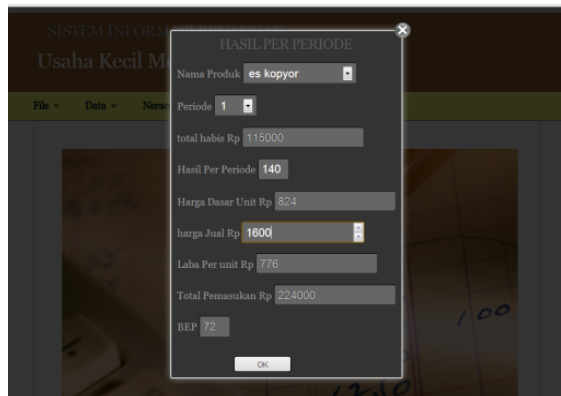 SISTEM INFORM
HASIL PER PERIODE
Usaha Kecil M
Nama Produk es kopyor
File Data Nerac
Periode 1
total habis Rp 115000
Hasil Per Periode 140
Harga Dasar Unit Rp 824
harga Jual Rp 1600
Laba Per unit Rp 776
Total Pemasukan Rp 224000
BEP 72
100
OK